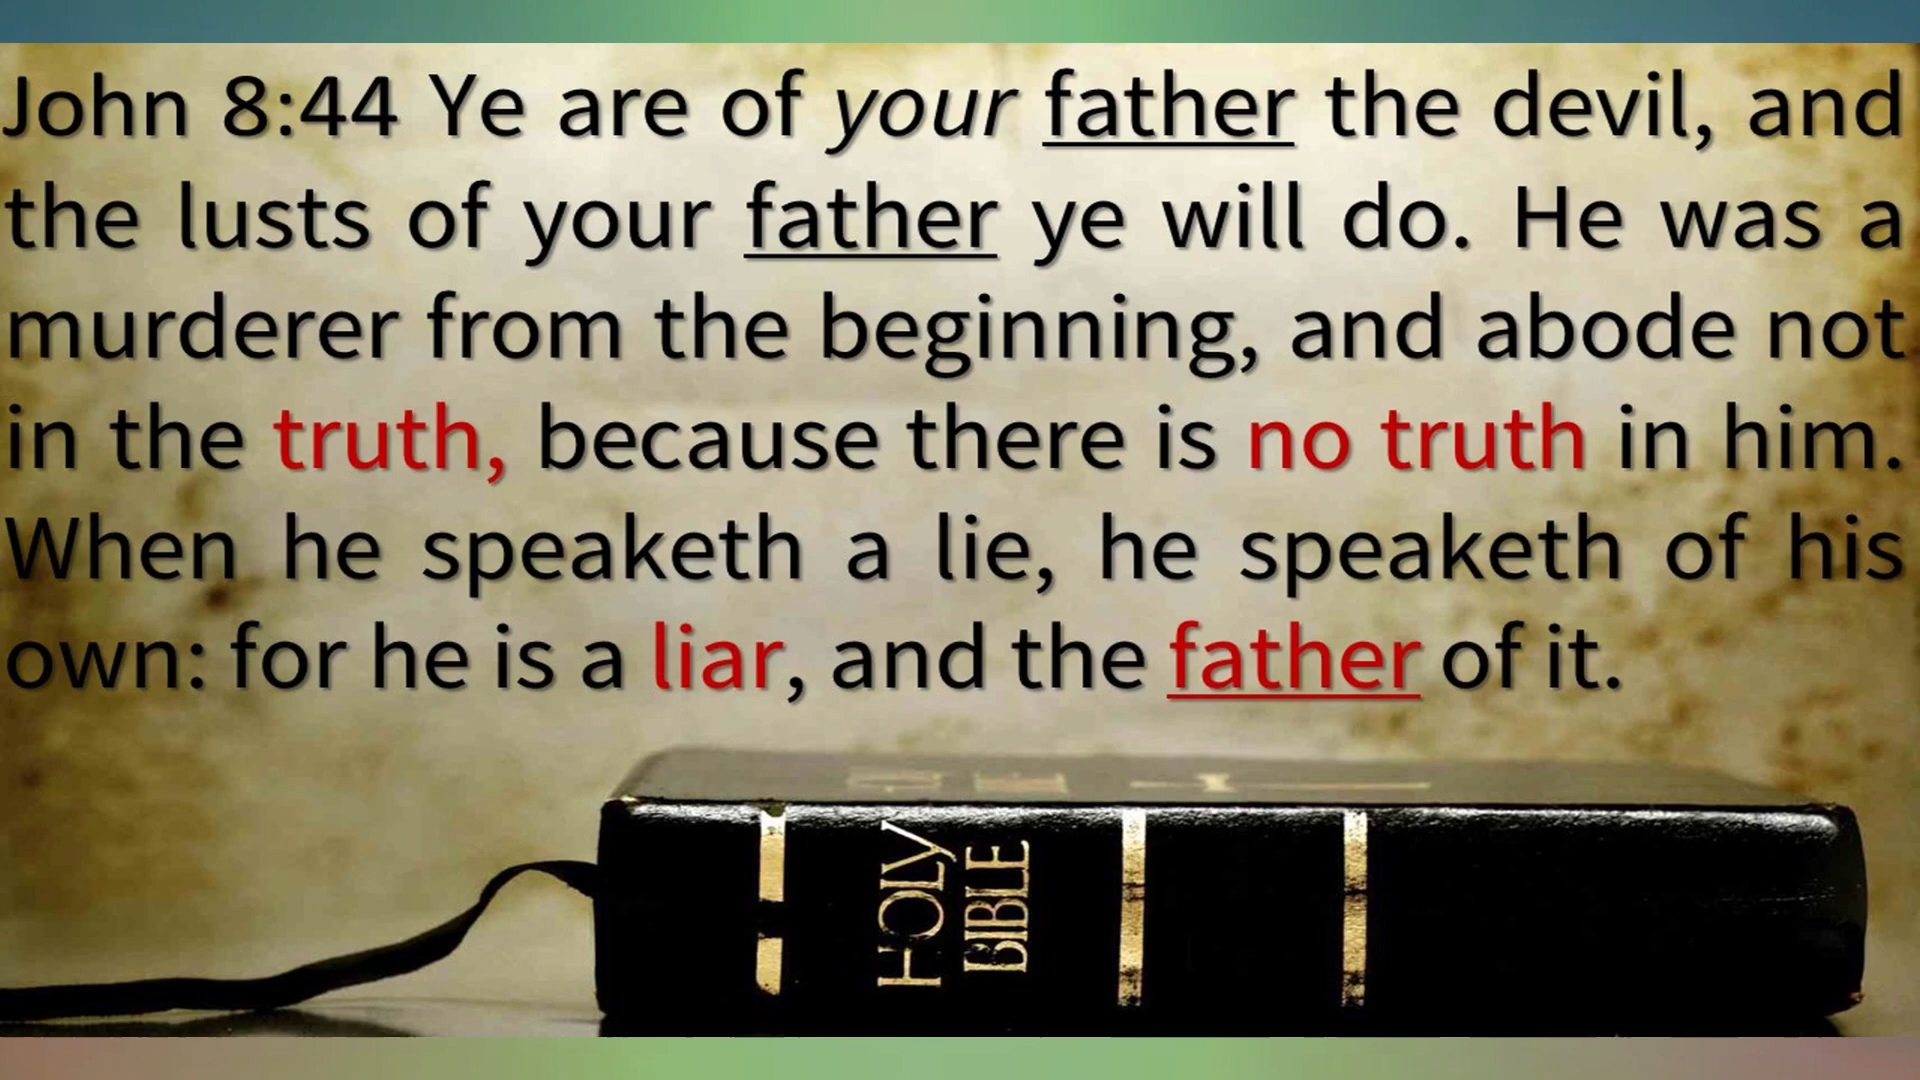 John 8:44 Ye are of your father the devil, and
the lusts of your father ye will do. He was a
murderer from the beginning, and abode not
in the truth, because there is no truth in him.
When he speaketh a lie, he speaketh of his
own: for he is a liar, and the father of it.
HOLY
BIBLE